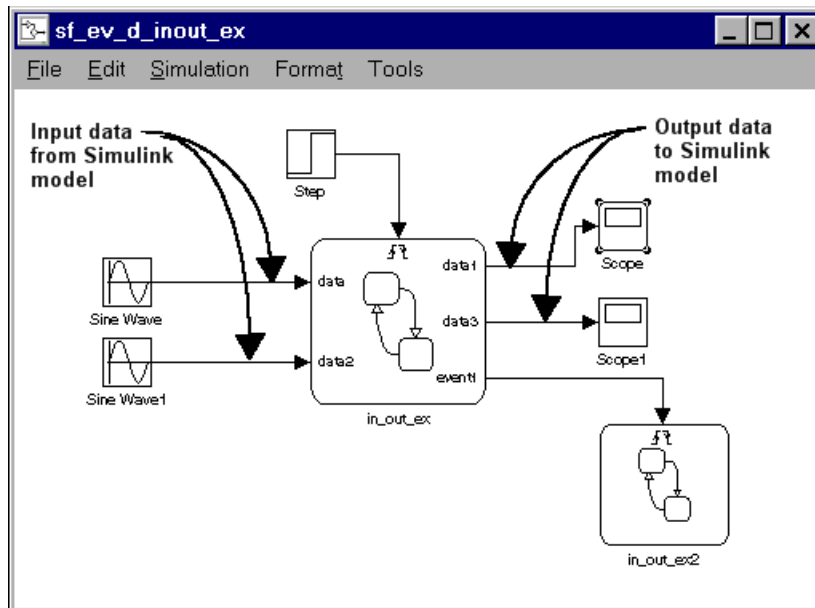 sf_ev_d_inout_ex
File Edit Simulation Format Tools
Input data
from Simulink
model
Output data
to Simulink
model
Step
Scope
Sine Wave
data
data1
data3
Scope1
Sine Wave1
data2
event1
in_out_ex
in_out_ex2